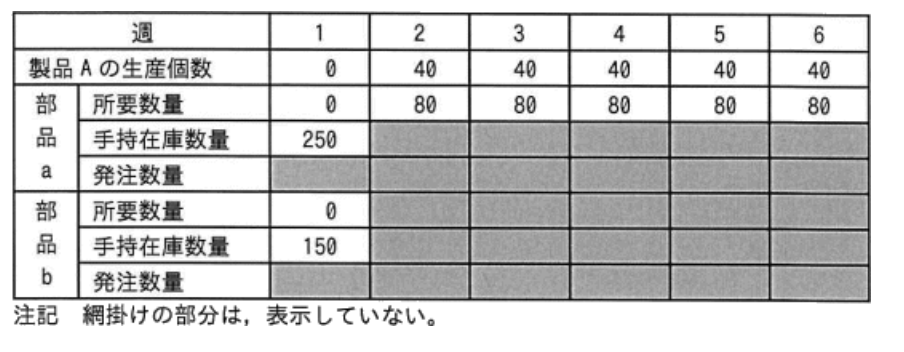 週 1 2 3 4 5 6
製品 A の生産個数 0 40 40 40 40 40
部品 a 所要数量 0 80 80 80 80 80
手持在庫数量 250
発注数量
部品 b 所要数量 0
手持在庫数量 150
発注数量
注記 網掛けの部分は，表示していない。